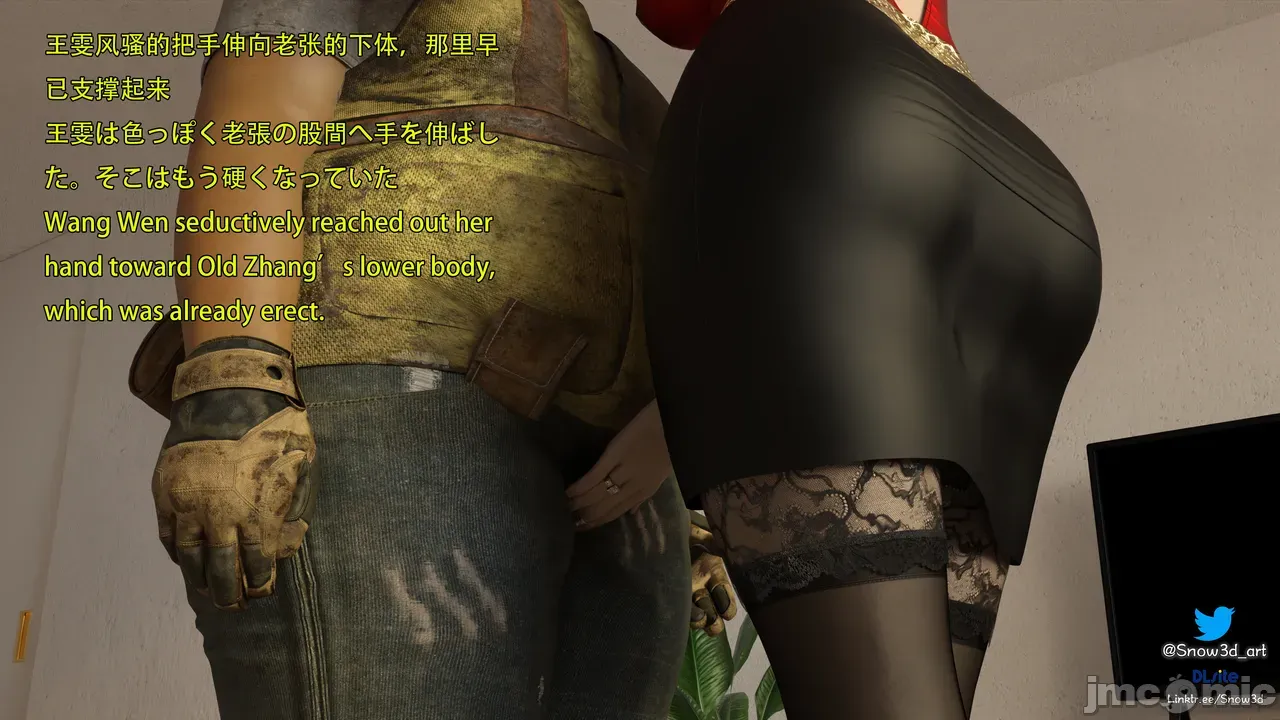 王雯风骚的把手伸向老张的下体，那里早
已支撑起来
王雯は色っぽく老張の股間へ手を伸ばし
た。そこはもう硬くなっていた
Wang Wen seductively reached out her
hand toward Old Zhang′s lower body,
which was already erect.
@Snow3d_art
DLsite
Linktr.ee/Snow3d
jmcomic